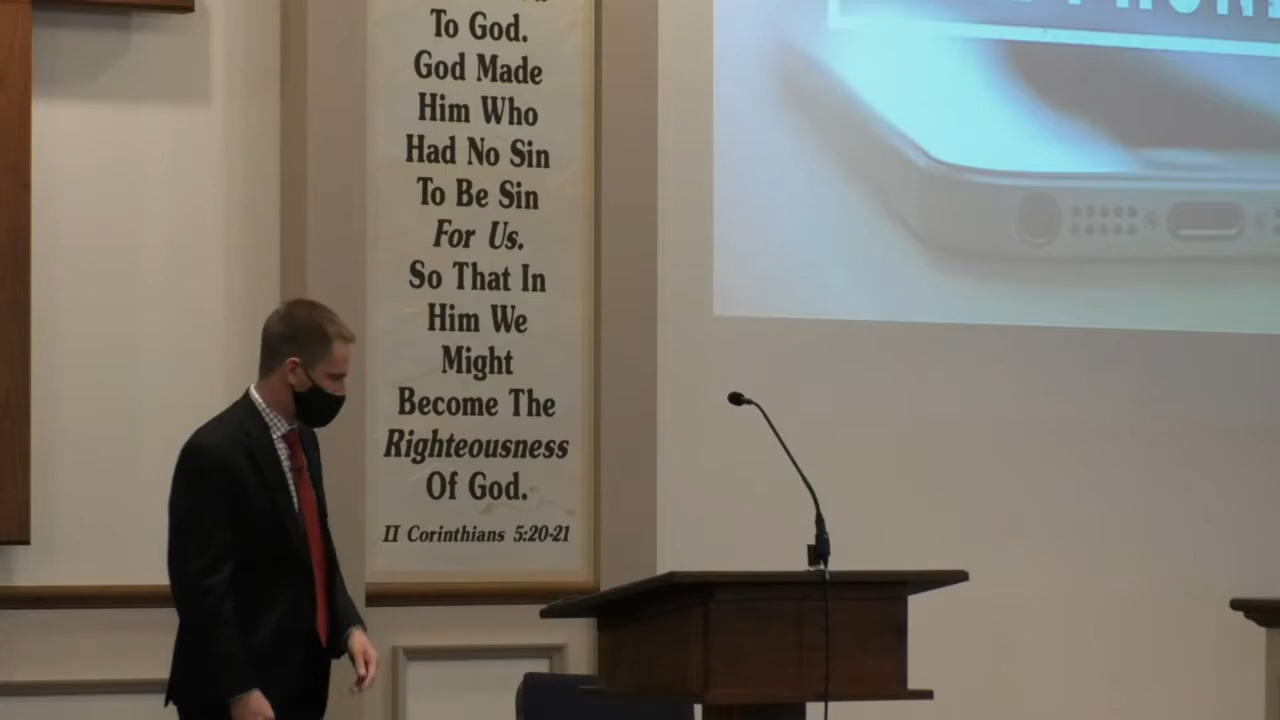 To God.
God Made
Him Who
Had No Sin
To Be Sin
For Us.
So That In
Him We
Might
Become The
Righteousness
Of God.
II Corinthians 5:20-21